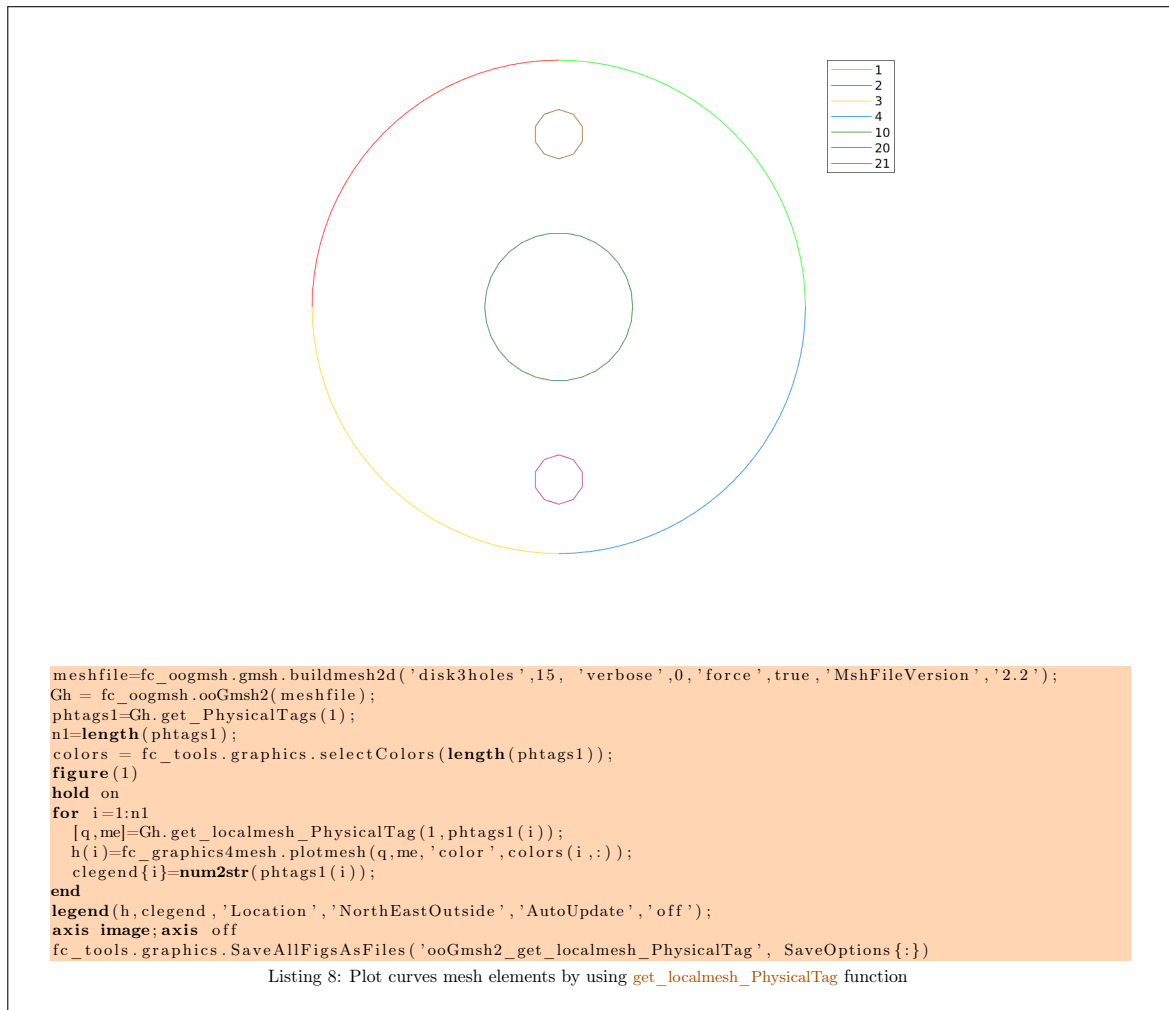 1
2
3
4
10
20
21
meshfile=fc_oogmsh.gmsh.buildmesh2d('disk3holes',15, 'verbose',0,'force',true,'MshFileVersion','2.2');
Gh = fc_oogmsh.ooGmsh2(meshfile);
phtags1=Gh.get_PhysicalTags(1);
n1=length(phtags1);
colors = fc_tools.graphics.selectColors(length(phtags1));
figure(1)
hold on
for i=1:n1
[q,me]=Gh.get_localmesh_PhysicalTag(1,phtags1(i));
h(i)=fc_graphics4mesh.plotmesh(q,me,'color',colors(i,:));
clegend{i}=num2str(phtags1(i));
end
legend(h,clegend,'Location','NorthEastOutside','AutoUpdate','off');
axis image;axis off
fc_tools.graphics.SaveAllFigsAsFiles('ooGmsh2_get_localmesh_PhysicalTag', SaveOptions{:})
Listing 8: Plot curves mesh elements by using get_localmesh_PhysicalTag function